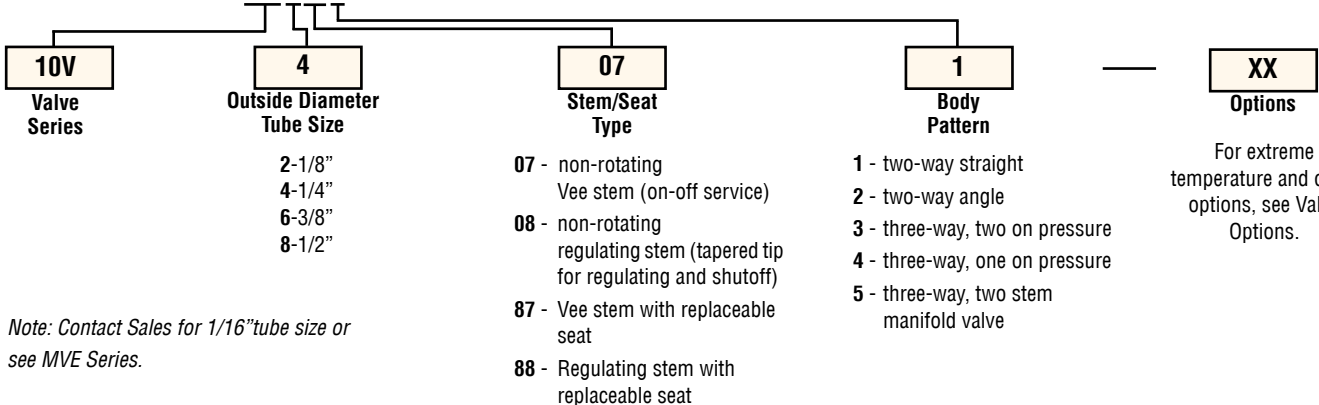 10V
Valve
Series
4
Outside Diameter
Tube Size
2-1/8”
4-1/4”
6-3/8”
8-1/2”
Note: Contact Sales for 1/16”tube size or
see MVE Series.
07
Stem/Seat
Type
07 - non-rotating
Vee stem (on-off service)
08 - non-rotating
regulating stem (tapered tip
for regulating and shutoff)
87 - Vee stem with replaceable
seat
88 - Regulating stem with
replaceable seat
1
Body
Pattern
1 - two-way straight
2 - two-way angle
3 - three-way, two on pressure
4 - three-way, one on pressure
5 - three-way, two stem
manifold valve
XX
Options
For extreme
temperature and
options, see
Options.